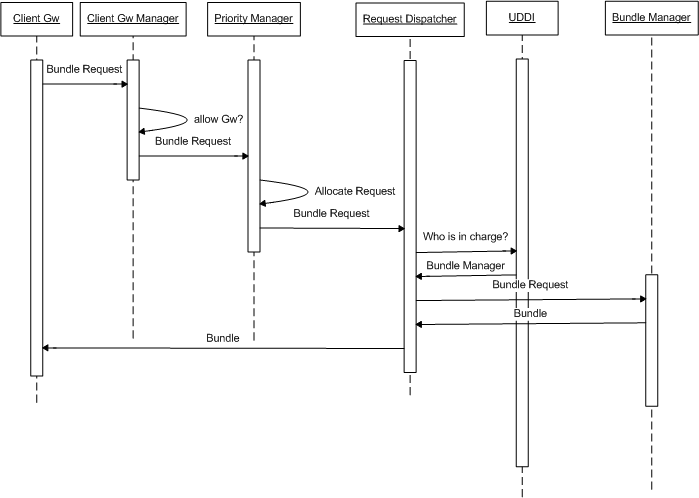 Client Gw
Client Gw Manager
Priority Manager
Request Dispatcher
UDDI
Bundle Manager
Bundle Request
allow Gw?
Bundle Request
Allocate Request
Bundle Request
Who is in charge?
Bundle Manager
Bundle Request
Bundle
Bundle